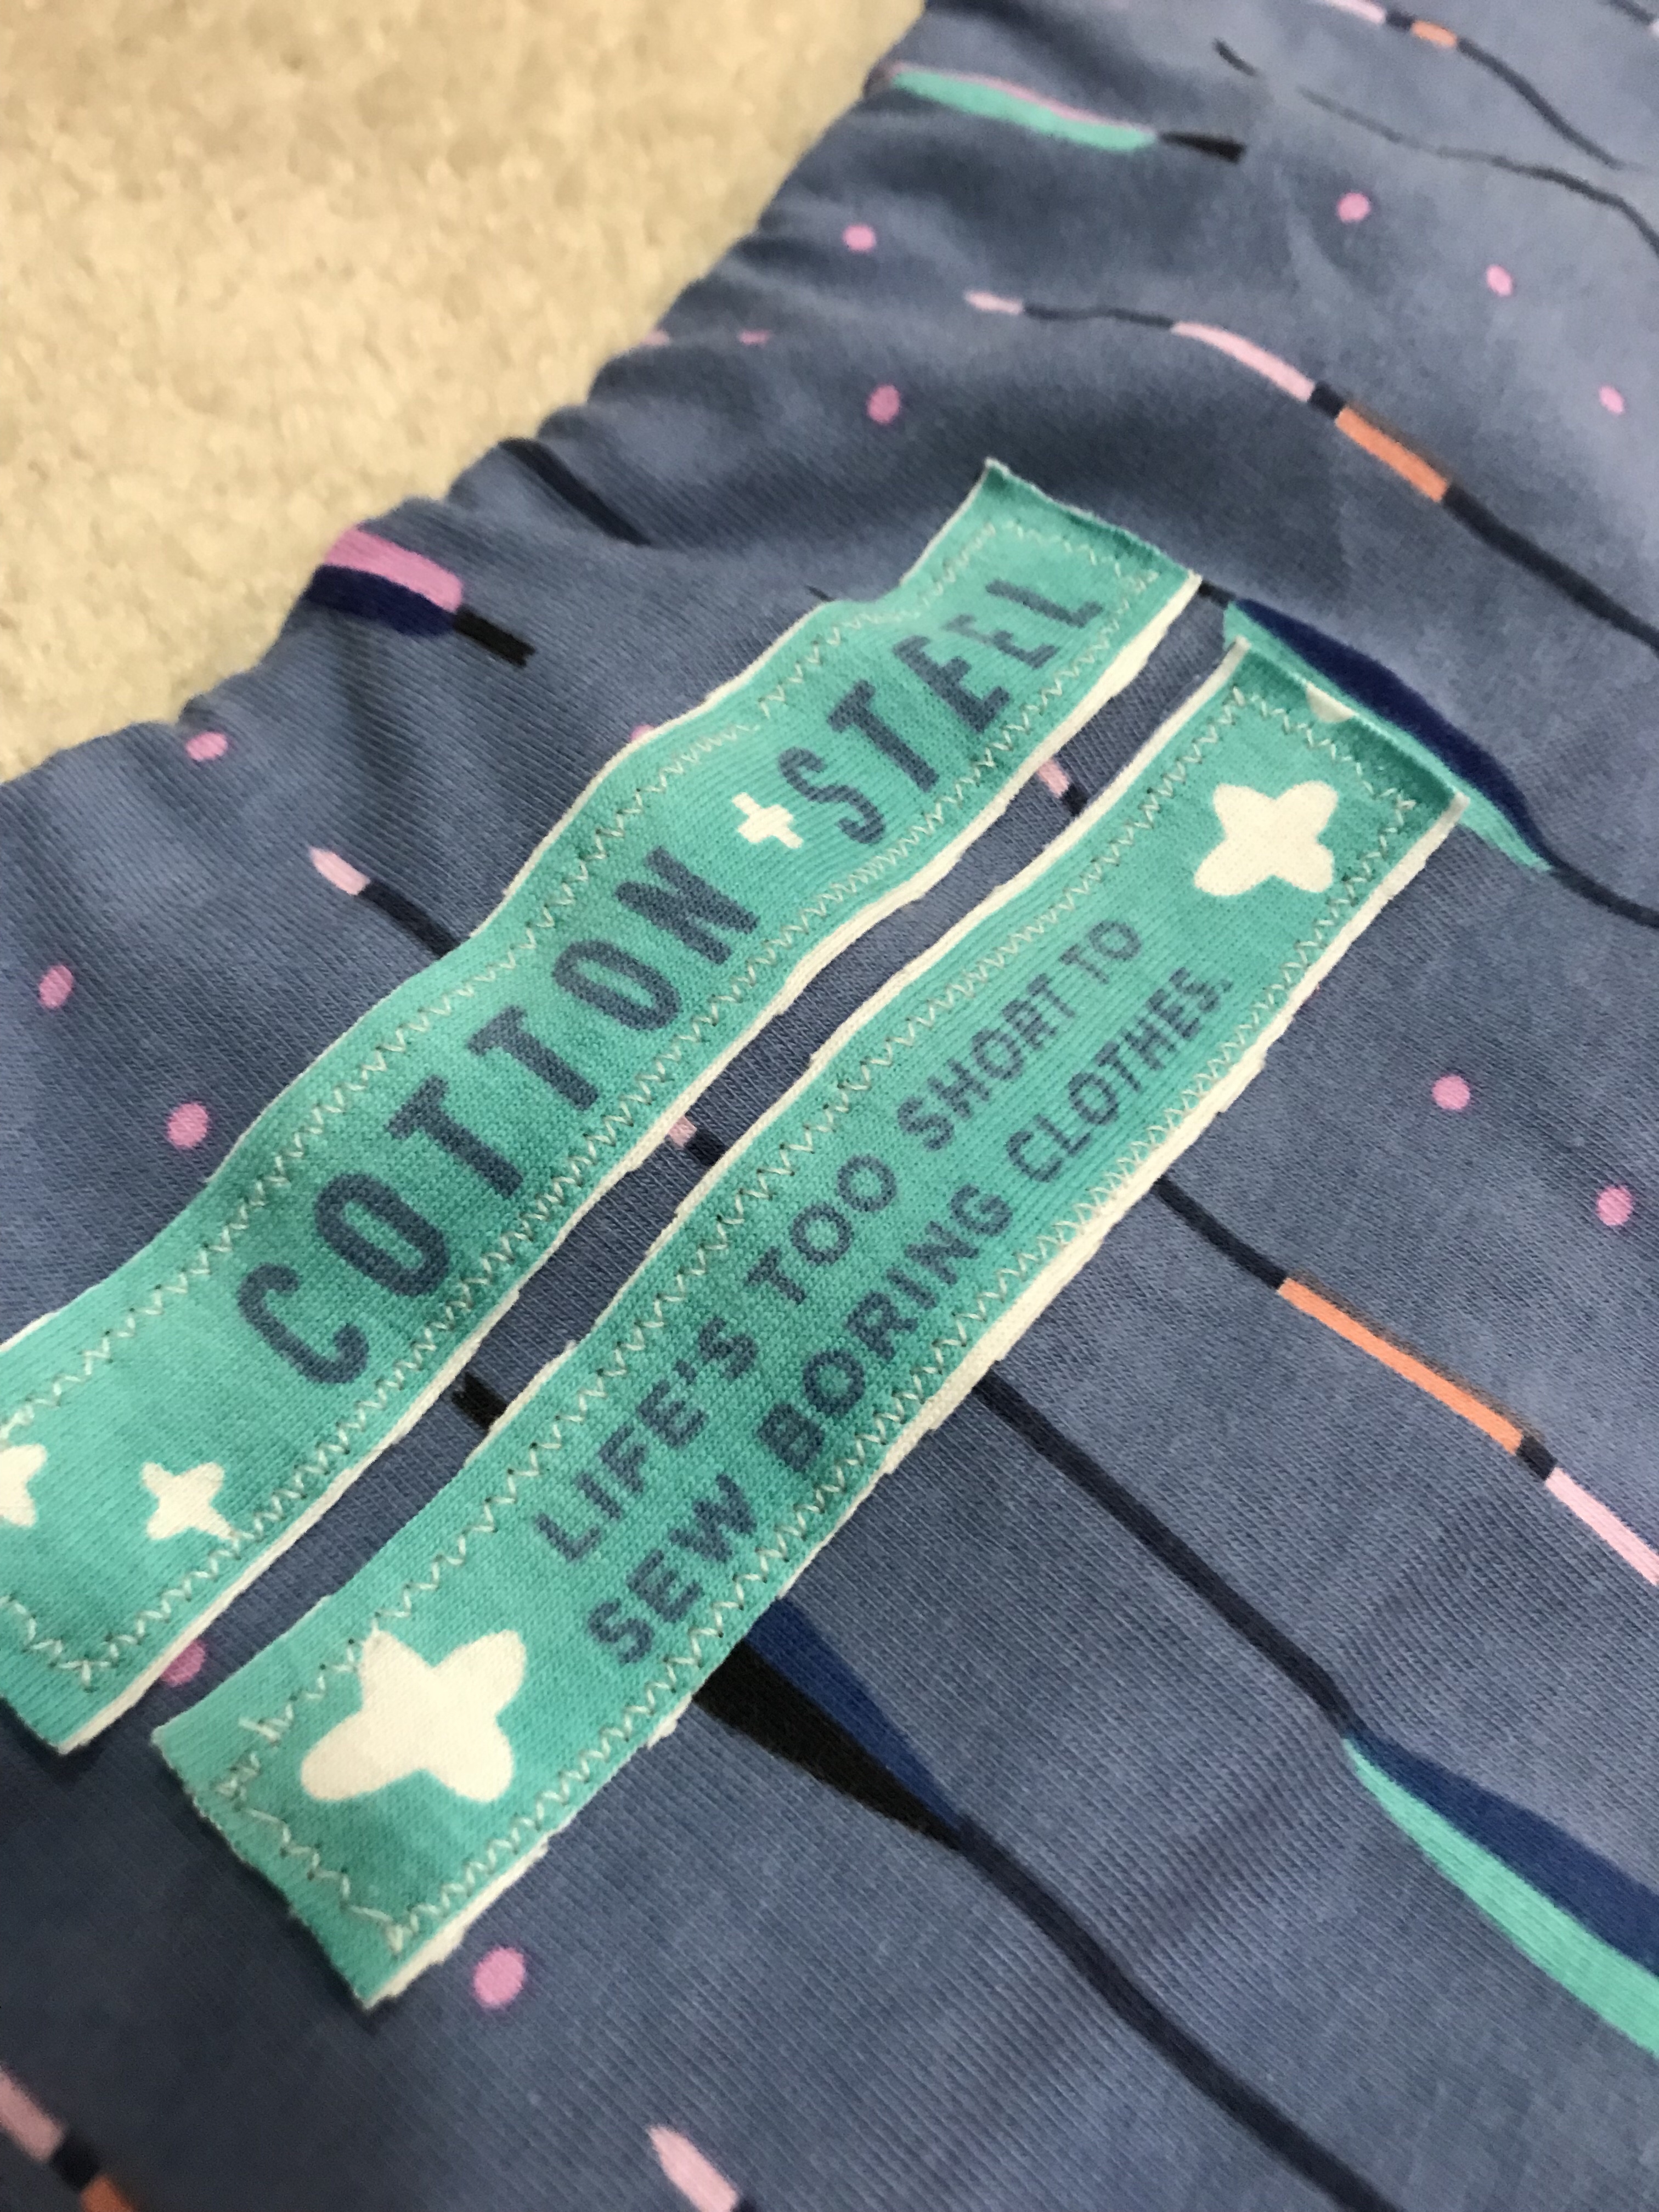 COTTON + STEEL
LIFE'S TOO SHORT TO
SEW BORING CLOTHES.